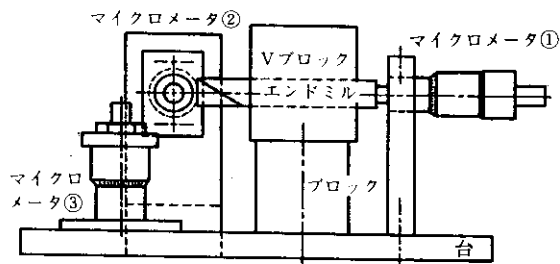 マイクロメータ②
マイクロメータ①
Vブロック
エンドミル
マイクロ
メータ③
ブロック
台